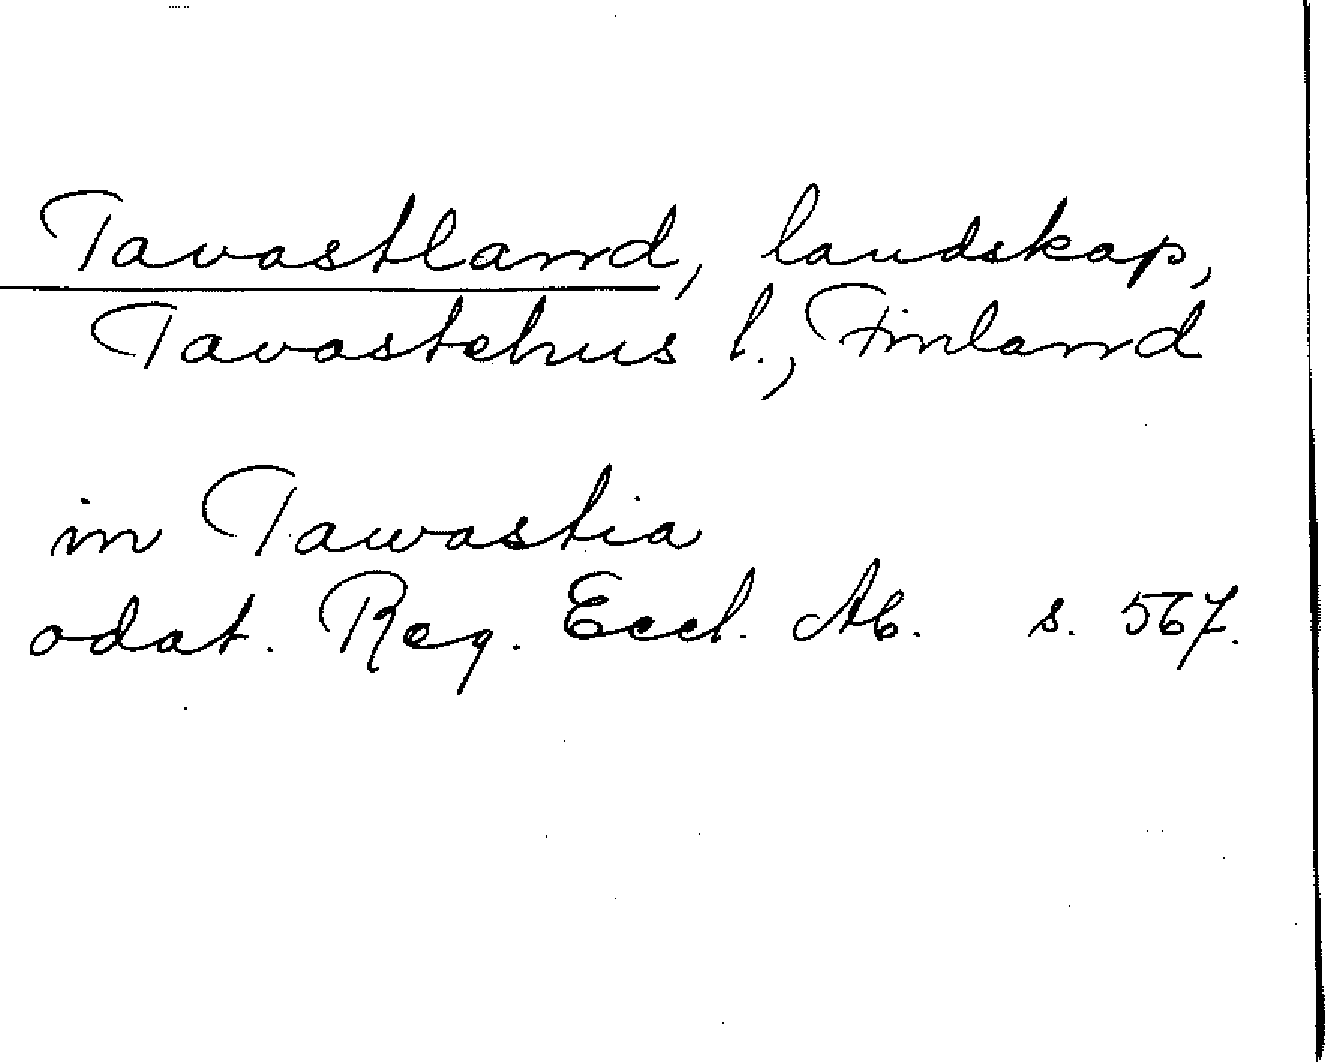 Tavastland, landskap,
Tavastehus l., Finland
in Tawastia
odat. Reg. Eccl. Ab. s. 567.